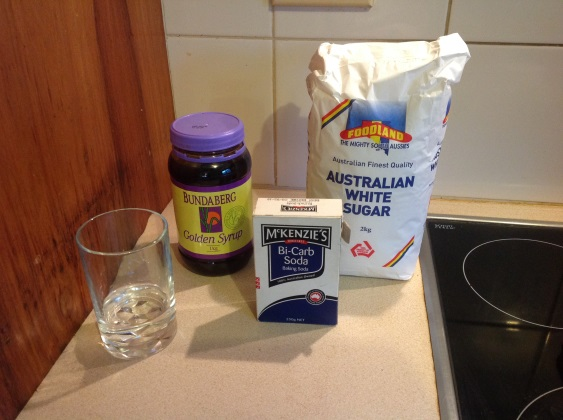 BUNDABERG
Golden Syrup
McKENZIE'S
Bi-Carb
Soda
Baking Soda
FOODLAND
THE MIGHTY SOUTH AUSSIES
Australian Finest Quality
AUSTRALIAN
WHITE
SUGAR
2kg